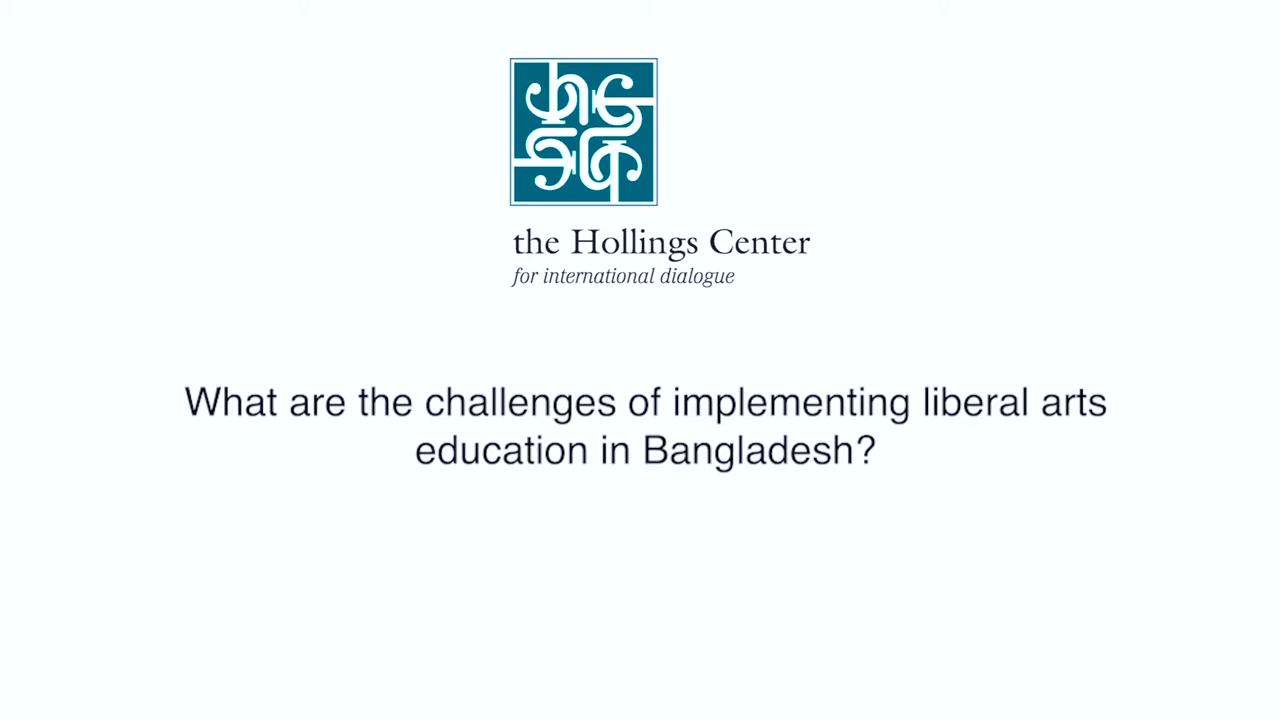 the Hollings Center
for international dialogue
What are the challenges of implementing liberal arts
education in Bangladesh?